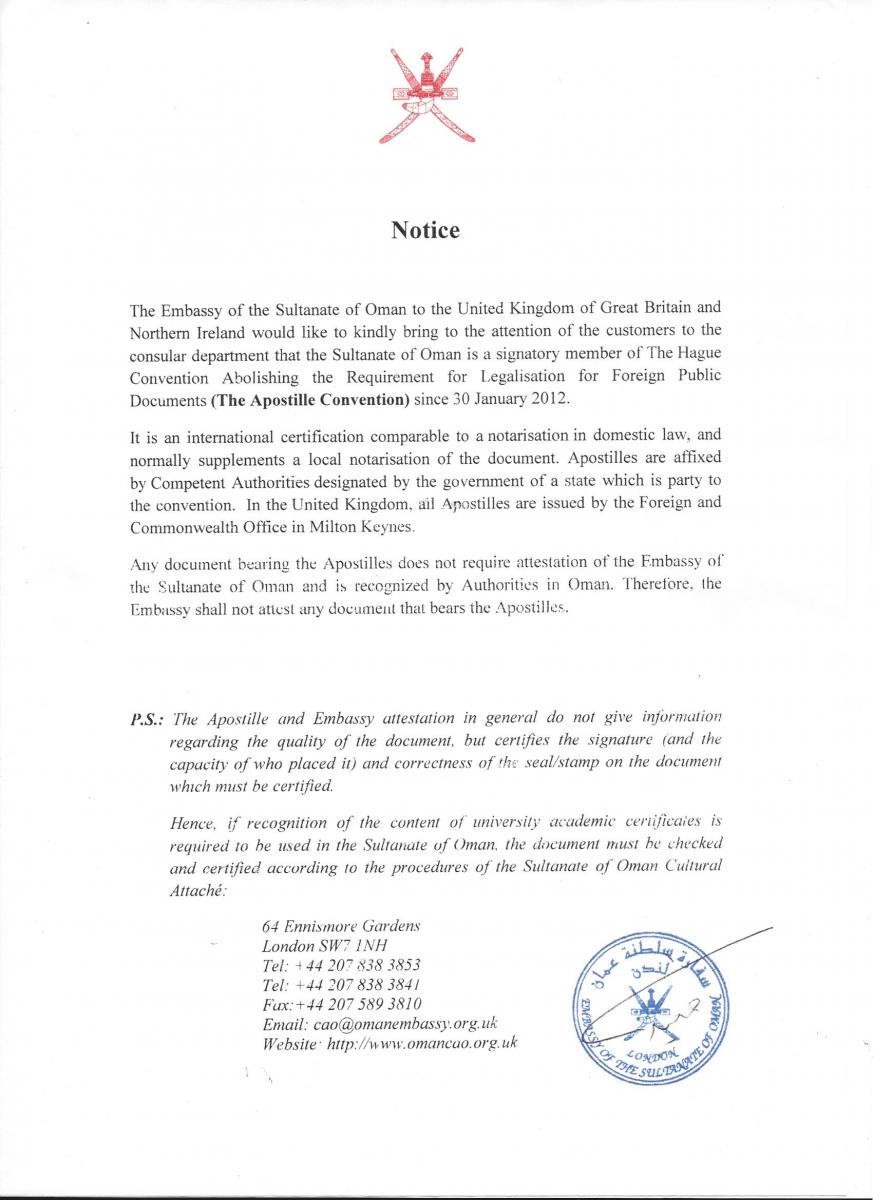 Notice
The Embassy of the Sultanate of Oman to the United Kingdom of Great Britain and
Northern Ireland would like to kindly bring to the attention of the customers to the
consular department that the Sultanate of Oman is a signatory member of The Hague
Convention Abolishing the Requirement for Legalisation for Foreign Public
Documents (The Apostille Convention) since 30 January 2012.
It is an international certification comparable to a notarisation in domestic law, and
normally supplements a local notarisation of the document. Apostilles are affixed
by Competent Authorities designated by the government of a state which is party to
the convention. In the United Kingdom, all Apostilles are issued by the Foreign and
Commonwealth Office in Milton Keynes.
Any document bearing the Apostilles does not require attestation of the Embassy of
the Sultanate of Oman and is recognized by Authorities in Oman. Therefore, the
Embassy shall not attest any document that bears the Apostilles.
P.S.: The Apostille and Embassy attestation in general do not give information
regarding the quality of the document, but certifies the signature (and the
capacity of who placed it) and correctness of the seal/stamp on the document
which must be certified.
Hence, if recognition of the content of university academic certificates is
required to be used in the Sultanate of Oman, the document must be checked
and certified according to the procedures of the Sultanate of Oman Cultural
Attaché:
64 Ennismore Gardens
London SW7 1NH
Tel: +44 207 838 3853
Tel: +44 207 838 3841
Fax:+44 207 589 3810
Email: cao@omanembassy.org.uk
Website: http://www.omancao.org.uk
سفارة سلطنة عمان
لندن
LONDON
EMBASSY OF THE SULTANATE OF OMAN